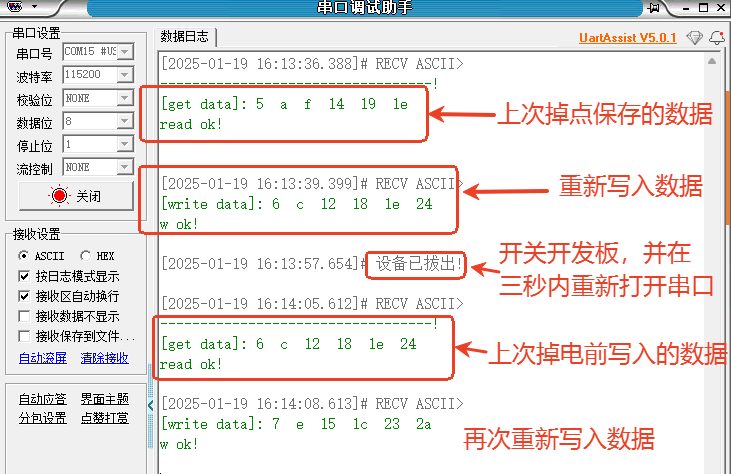 串口调试助手
串口设置
串口号 COM15 #US
波特率 115200
校验位 NONE
数据位 8
停止位 1
流控制 NONE
关闭
接收设置
ASCII HEX
按日志模式显示
接收区自动换行
接收数据不显示
接收保存到文件...
自动滚屏 清除接收
自动应答 界面主题
分包设置 点赞打赏
数据日志
UartAssist V5.0.1
[2025-01-19 16:13:36.388]# RECV ASCII>
---------------------------------!
[get data]: 5 a f 14 19 1e
read ok!
上次掉点保存的数据
[2025-01-19 16:13:39.399]# RECV ASCII>
[write data]: 6 c 12 18 1e 24
w ok!
重新写入数据
[2025-01-19 16:13:57.654]# 设备已拔出!
开关开发板，并在
三秒内重新打开串口
[2025-01-19 16:14:05.612]# RECV ASCII>
---------------------------------!
[get data]: 6 c 12 18 1e 24
read ok!
上次掉电前写入的数据
[2025-01-19 16:14:08.613]# RECV ASCII>
[write data]: 7 e 15 1c 23 2a
w ok!
再次重新写入数据